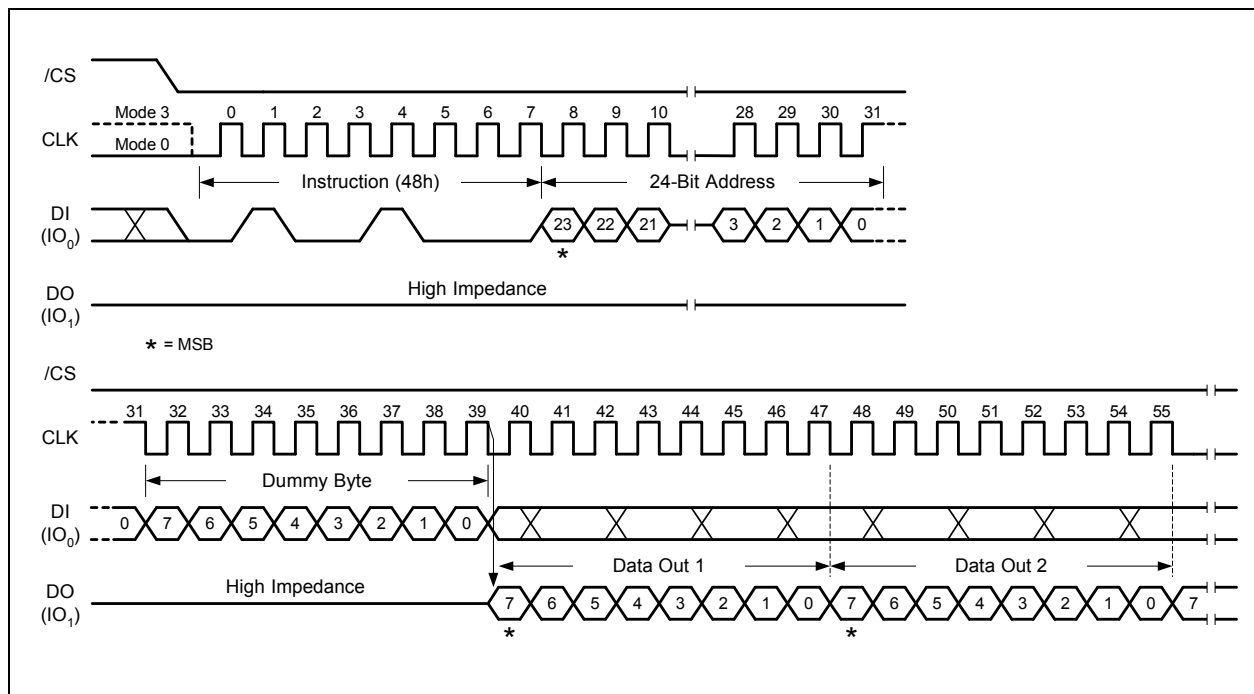 /CS
Mode 3 0 1 2 3 4 5 6 7 8 9 10 28 29 30 31
CLK
Mode 0
Instruction (48h) 24-Bit Address
DI
(IO0)
23 22 21 3 2 1 0
*
High Impedance
DO
(IO1)
* = MSB
/CS
31 32 33 34 35 36 37 38 39 40 41 42 43 44 45 46 47 48 49 50 51 52 53 54 55
CLK
Dummy Byte
DI
(IO0)
0 7 6 5 4 3 2 1 0
Data Out 1 Data Out 2
High Impedance
DO
(IO1)
7 6 5 4 3 2 1 0 7 6 5 4 3 2 1 0 7
* *